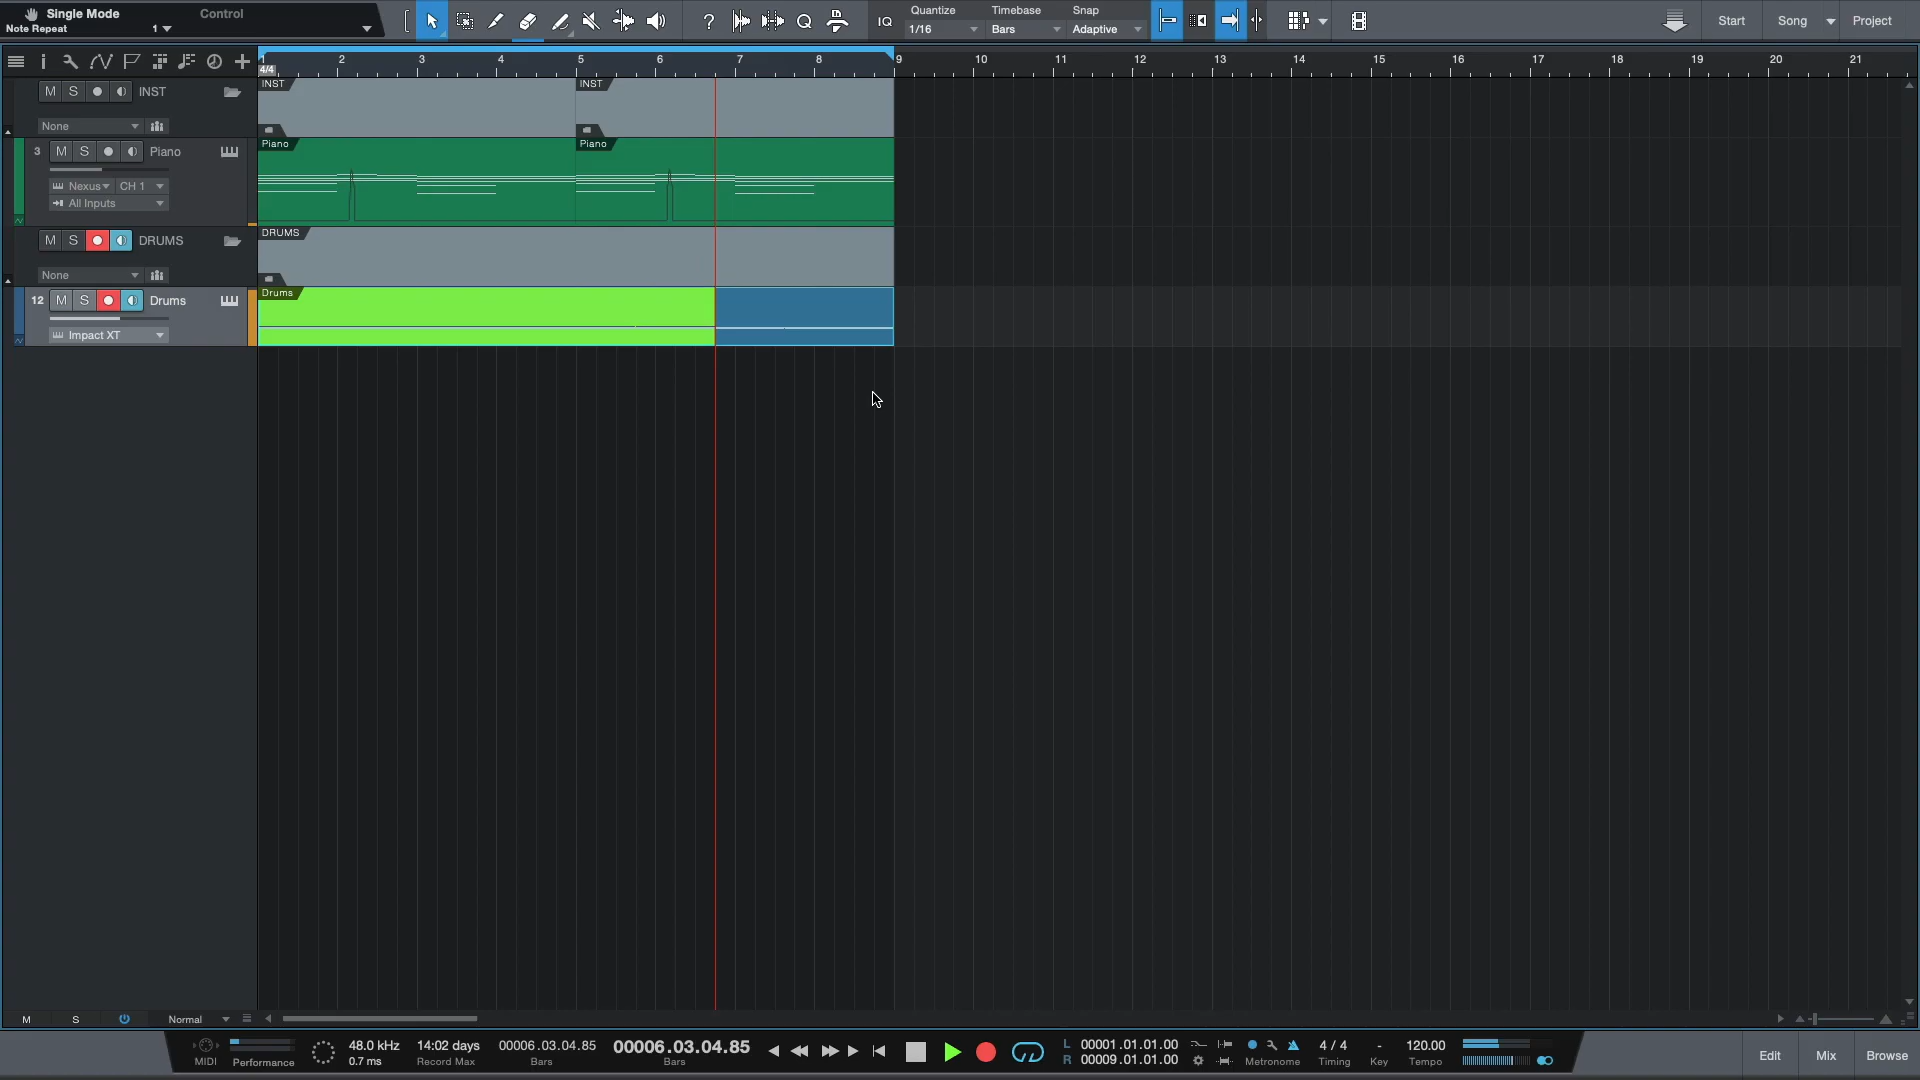 Single Mode Control
Note Repeat 1
Quantize Timebase Snap
IQ 1/16 Bars Adaptive
Start Song Project
1 2 3 4 5 6 7 8 9 10 11 12 13 14 15 16 17 18 19 20 21
4/4
M S INST
INST INST
None
3 M S Piano
Piano Piano
Nexus CH 1
All Inputs
M S DRUMS
DRUMS
None
12 M S Drums
Drums
Impact XT
M S Normal
MIDI Performance
48.0 kHz
0.7 ms
14:02 days
Record Max
00006.03.04.85
Bars
00006.03.04.85
Bars
L 00001.01.01.00
R 00009.01.01.00
Metronome
4 / 4
Timing
-
Key
120.00
Tempo
Edit Mix Browse